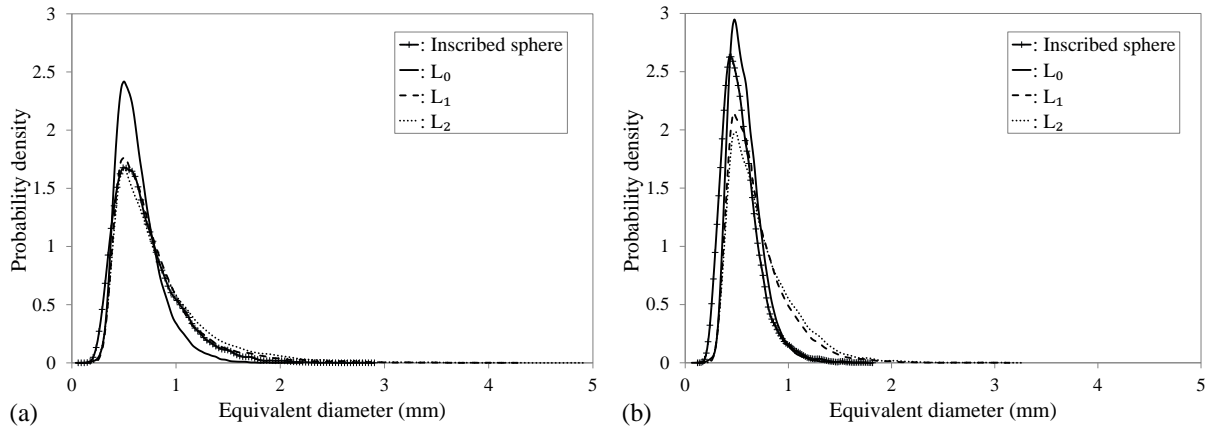 3
2.5
2
1.5
1
0.5
0
Probability density
: Inscribed sphere
: L₀
: L₁
: L₂
0 1 2 3 4 5
Equivalent diameter (mm)
(a)
3
2.5
2
1.5
1
0.5
0
Probability density
: Inscribed sphere
: L₀
: L₁
: L₂
0 1 2 3 4 5
Equivalent diameter (mm)
(b)